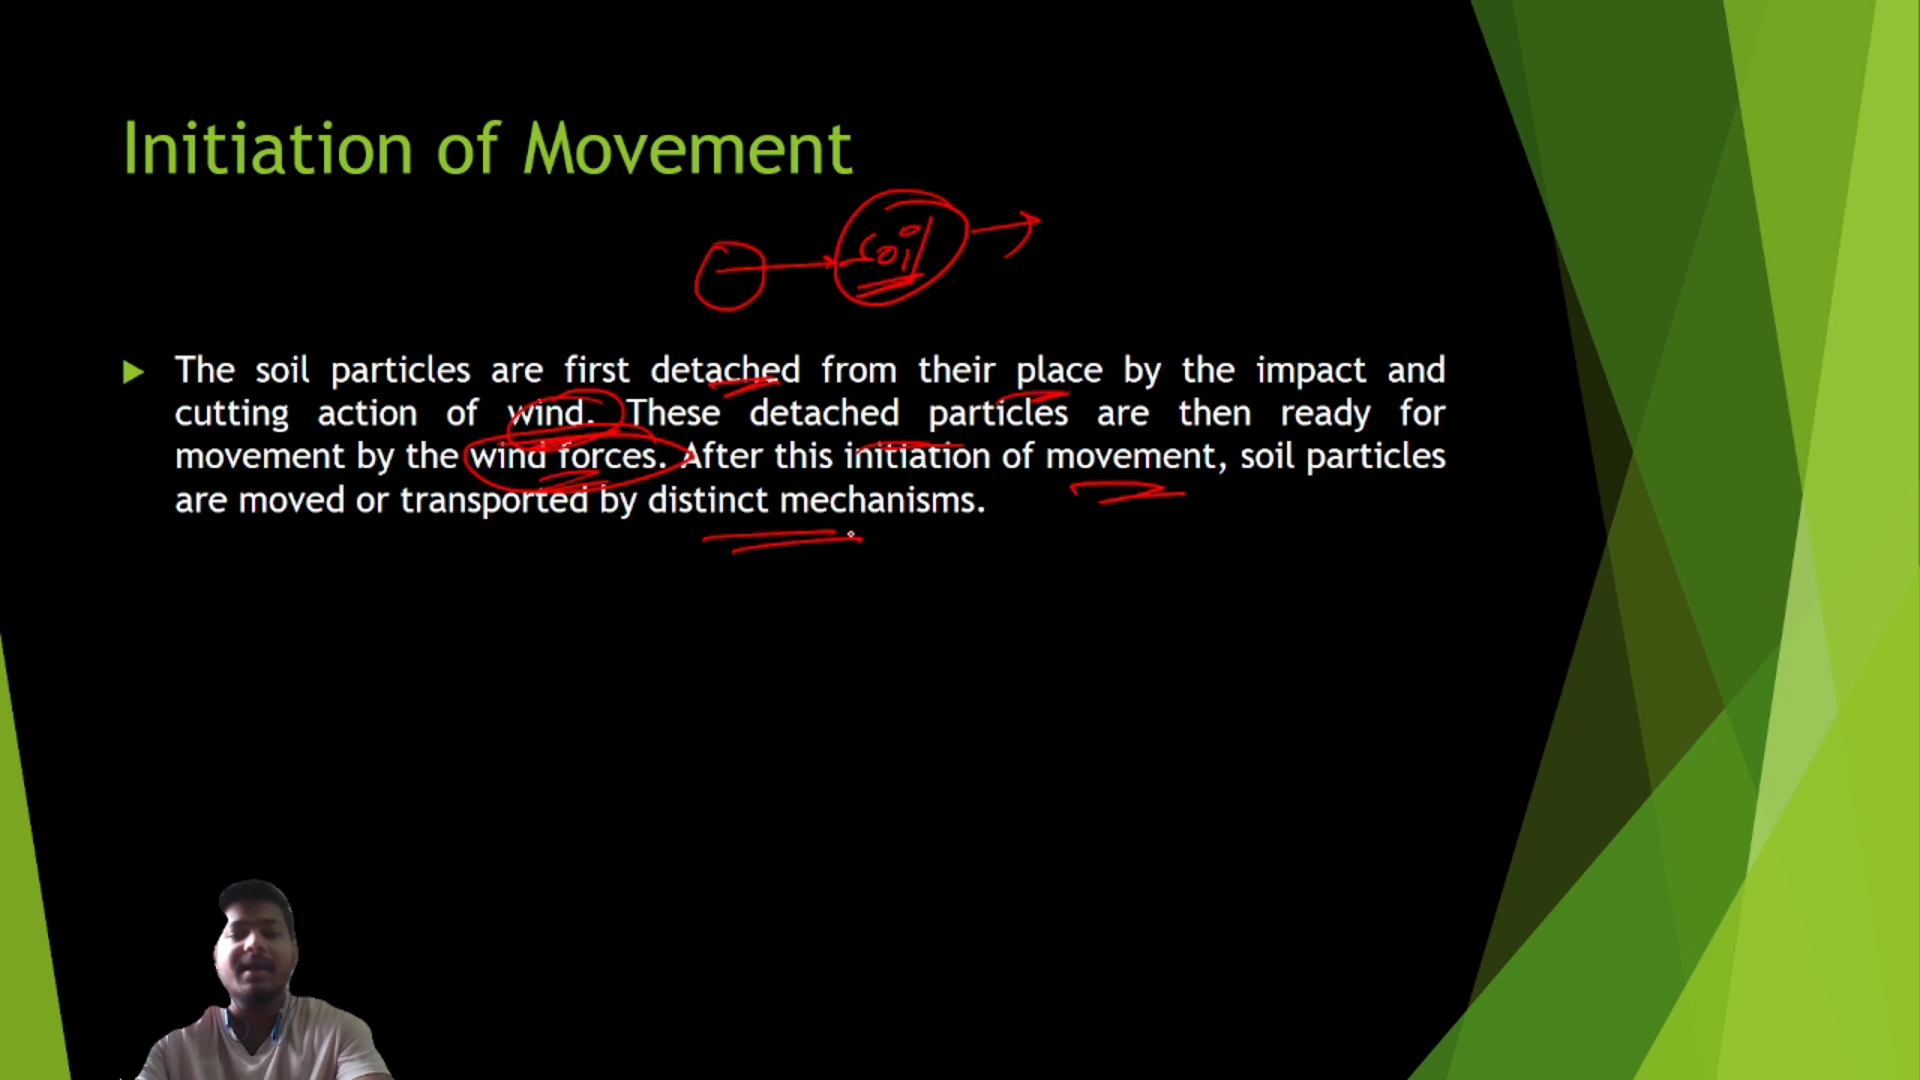 Initiation of Movement
soil
The soil particles are first detached from their place by the impact and
cutting action of wind. These detached particles are then ready for
movement by the wind forces. After this initiation of movement, soil particles
are moved or transported by distinct mechanisms.